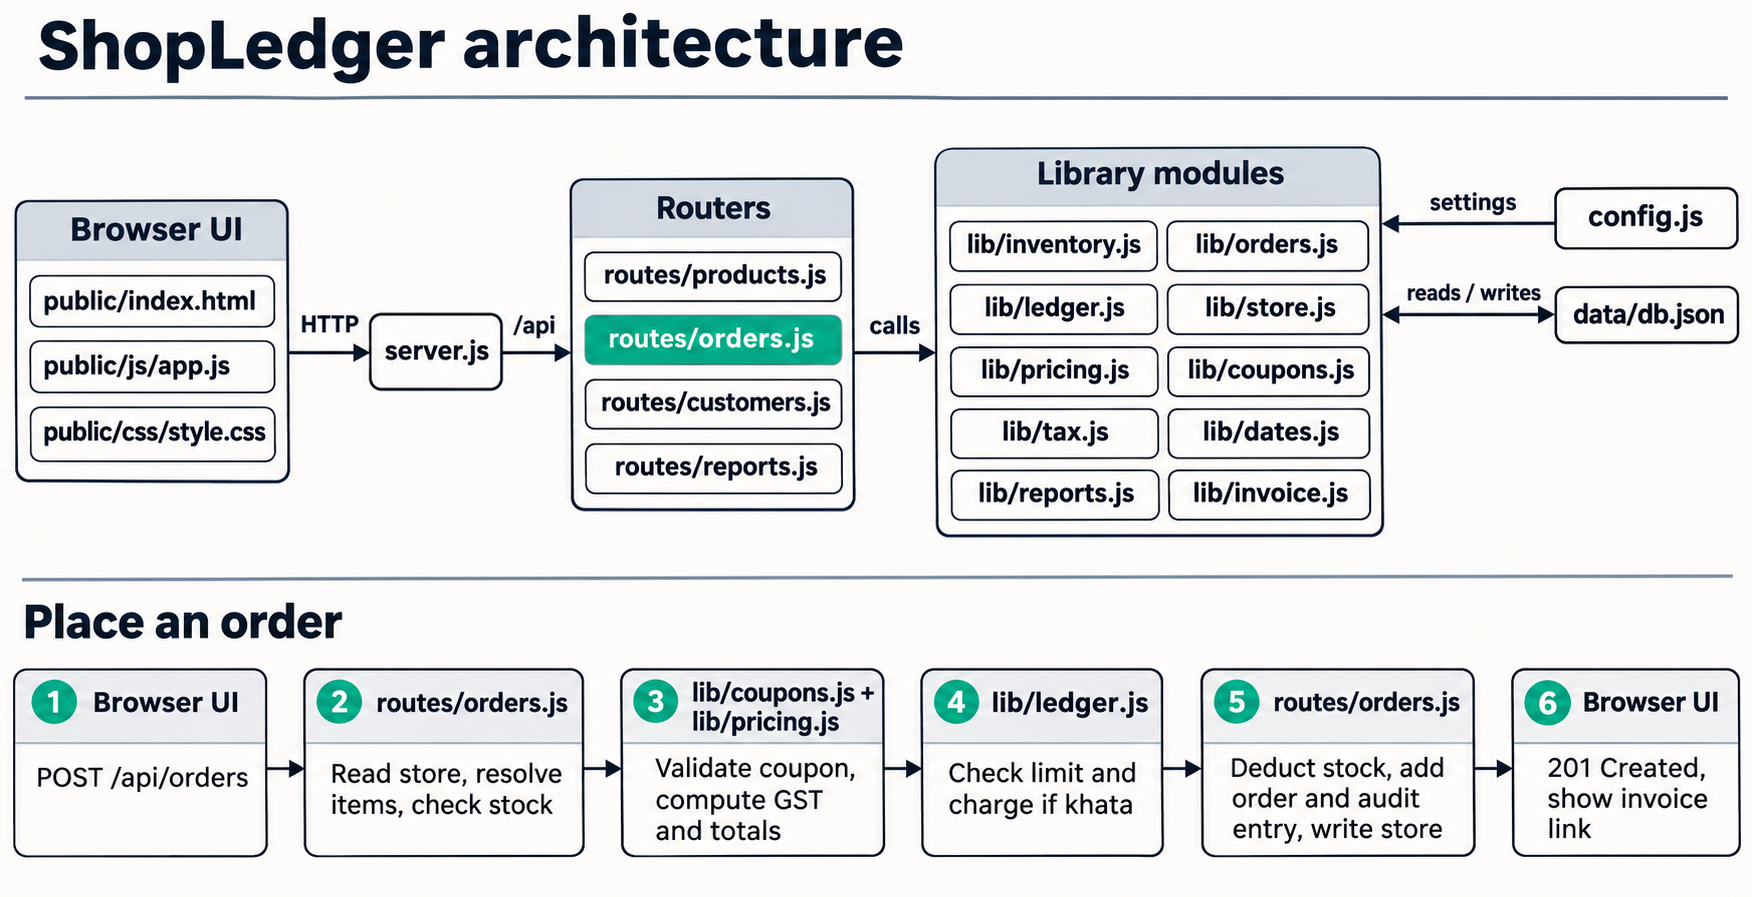 ShopLedger architecture
Browser UI
public/index.html
public/js/app.js
public/css/style.css
HTTP
server.js
/api
Routers
routes/products.js
routes/orders.js
routes/customers.js
routes/reports.js
calls
Library modules
lib/inventory.js
lib/orders.js
lib/ledger.js
lib/store.js
lib/pricing.js
lib/coupons.js
lib/tax.js
lib/dates.js
lib/reports.js
lib/invoice.js
settings
config.js
reads / writes
data/db.json
Place an order
1 Browser UI
POST /api/orders
2 routes/orders.js
Read store, resolve
items, check stock
3 lib/coupons.js +
lib/pricing.js
Validate coupon,
compute GST
and totals
4 lib/ledger.js
Check limit and
charge if khata
5 routes/orders.js
Deduct stock, add
order and audit
entry, write store
6 Browser UI
201 Created,
show invoice
link